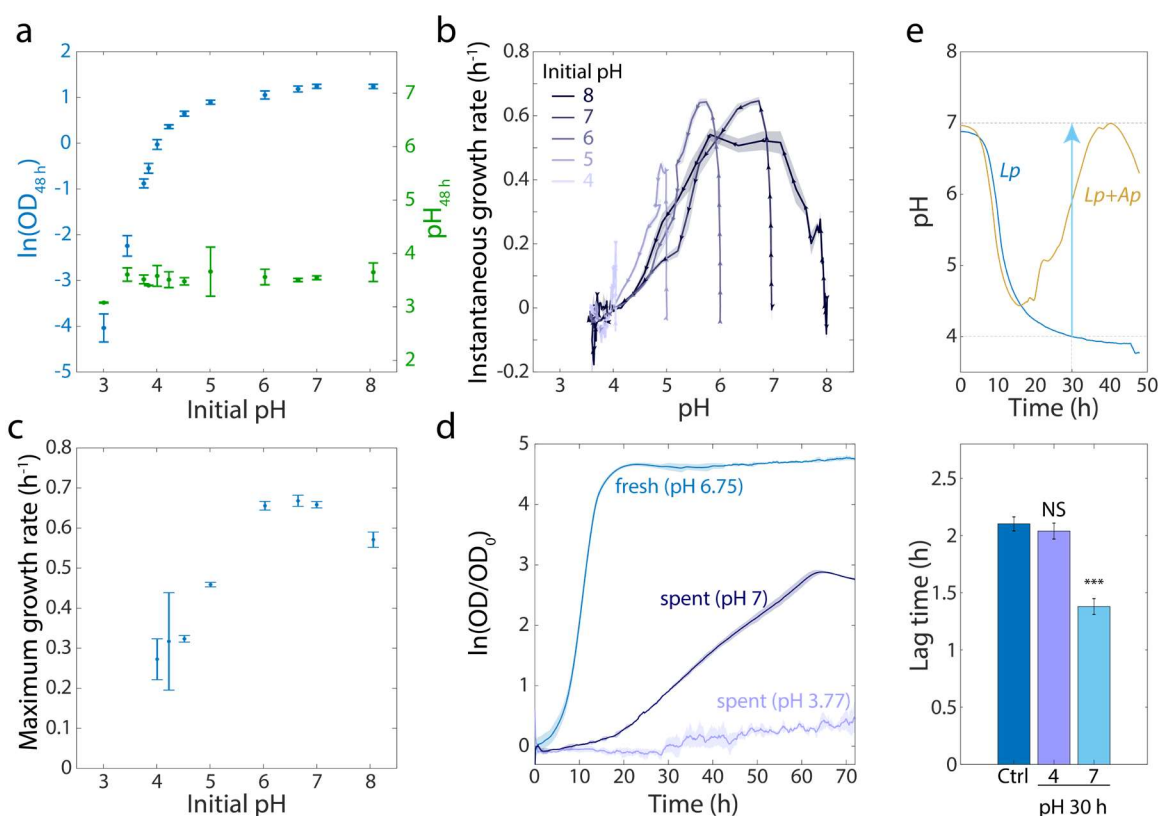 a
ln(OD48 h)
2
1
0
-1
-2
-3
-4
-5
7
6
5
4
3
2
pH48 h
3 4 5 6 7 8
Initial pH
b
Instantaneous growth rate (h-1)
0.8
0.6
0.4
0.2
0
-0.2
Initial pH
8
7
6
5
4
3 4 5 6 7 8
pH
e
pH
8
7
6
5
4
3
Lp
Lp+Ap
0 10 20 30 40 50
Time (h)
c
Maximum growth rate (h-1)
0.8
0.7
0.6
0.5
0.4
0.3
0.2
0.1
0
3 4 5 6 7 8
Initial pH
d
ln(OD/OD0)
5
4
3
2
1
0
fresh (pH 6.75)
spent (pH 7)
spent (pH 3.77)
0 10 20 30 40 50 60 70
Time (h)
Lag time (h)
2.5
2
1.5
1
0.5
0
NS
***
Ctrl 4 7
pH 30 h